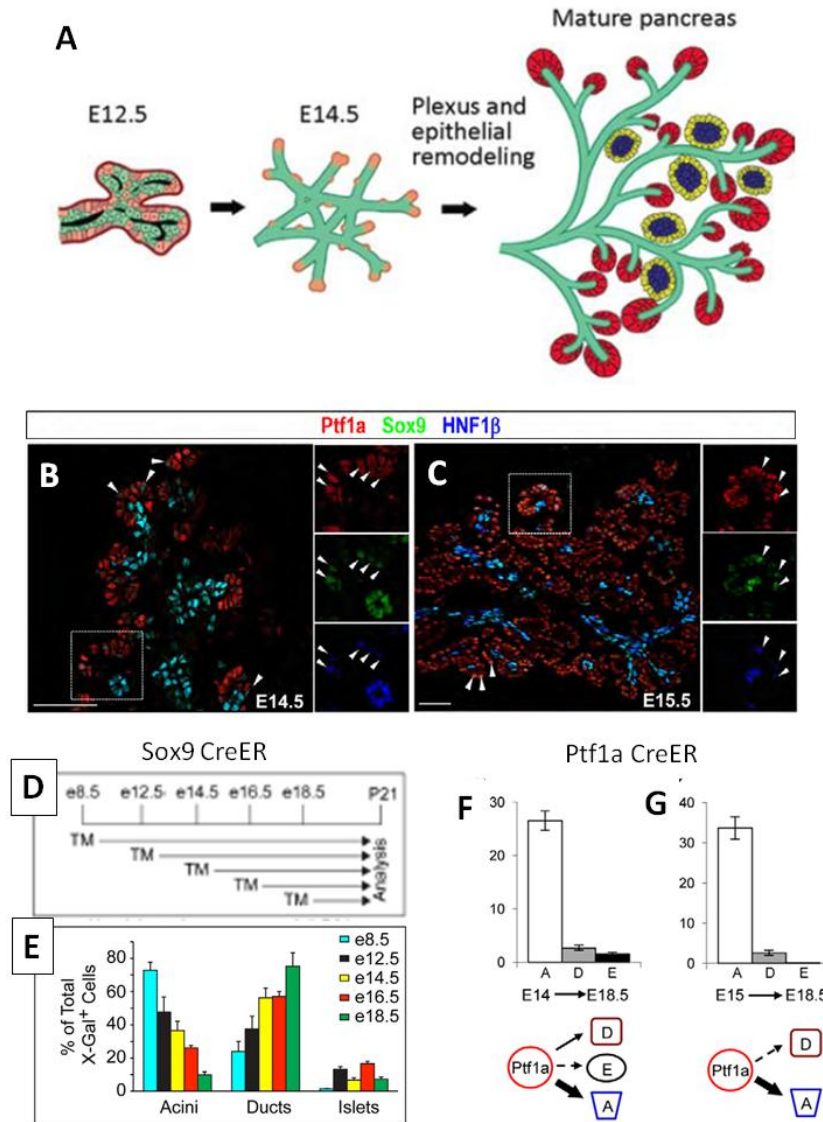 A
Mature pancreas
E12.5
E14.5
Plexus and
epithelial
remodeling
Ptf1a Sox9 HNF1β
B
E14.5
C
E15.5
Sox9 CreER
Ptf1a CreER
D
e8.5 e12.5 e14.5 e16.5 e18.5 P21
TM
TM
TM
TM
TM
Analysis
E
% of Total
X-Gal+ Cells
80
60
40
20
0
e8.5
e12.5
e14.5
e16.5
e18.5
Acini Ducts Islets
F
30
20
10
0
A D E
E14 E18.5
Ptf1a
D
E
A
G
40
30
20
10
0
A D E
E15 E18.5
Ptf1a
D
A